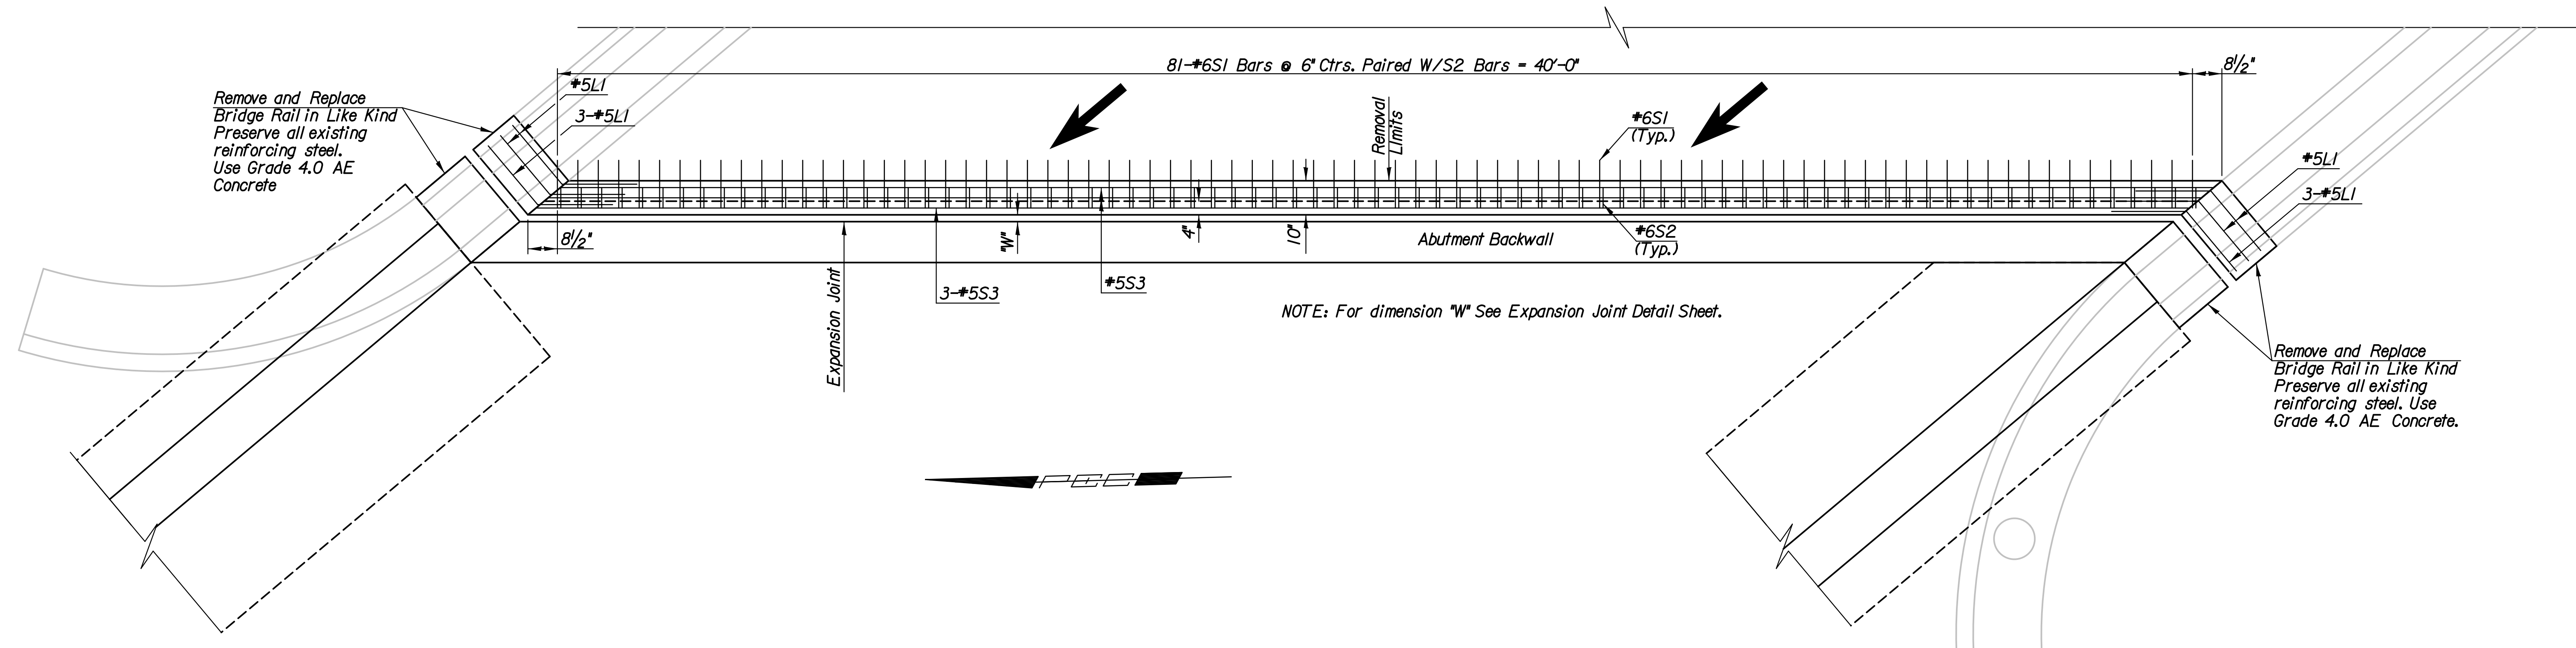 81-#6S1 Bars @ 6" Ctrs. Paired W/S2 Bars = 40'-0"
8½"
Remove and Replace
Bridge Rail in Like Kind
Preserve all existing
reinforcing steel.
Use Grade 4.0 AE
Concrete
#5L1
3-#5L1
Removal
Limits
#6S1
(Typ.)
#5L1
3-#5L1
8½"
"W"
4"
10"
#6S2
(Typ.)
Abutment Backwall
Expansion Joint
3-#5S3
#5S3
NOTE: For dimension "W" See Expansion Joint Detail Sheet.
Remove and Replace
Bridge Rail in Like Kind
Preserve all existing
reinforcing steel. Use
Grade 4.0 AE Concrete.